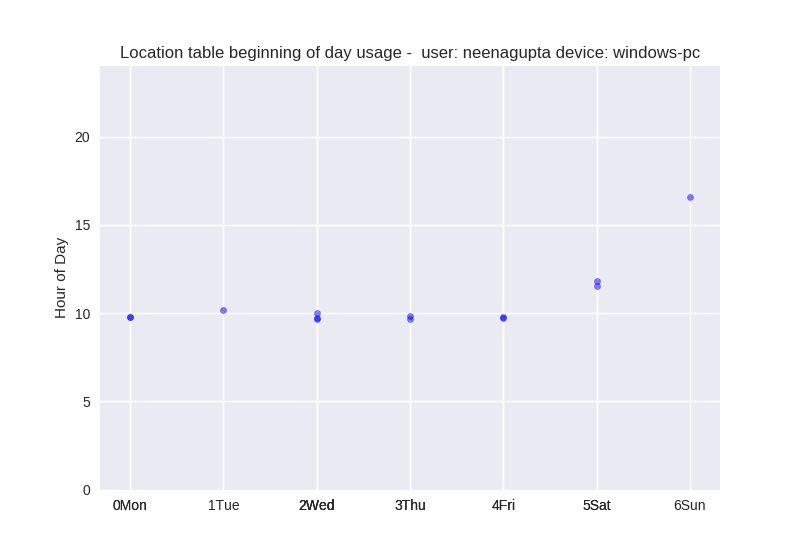 Location table beginning of day usage -  user: neenagupta device: windows-pc
Hour of Day
20
15
10
5
0
0Mon 1Tue 2Wed 3Thu 4Fri 5Sat 6Sun